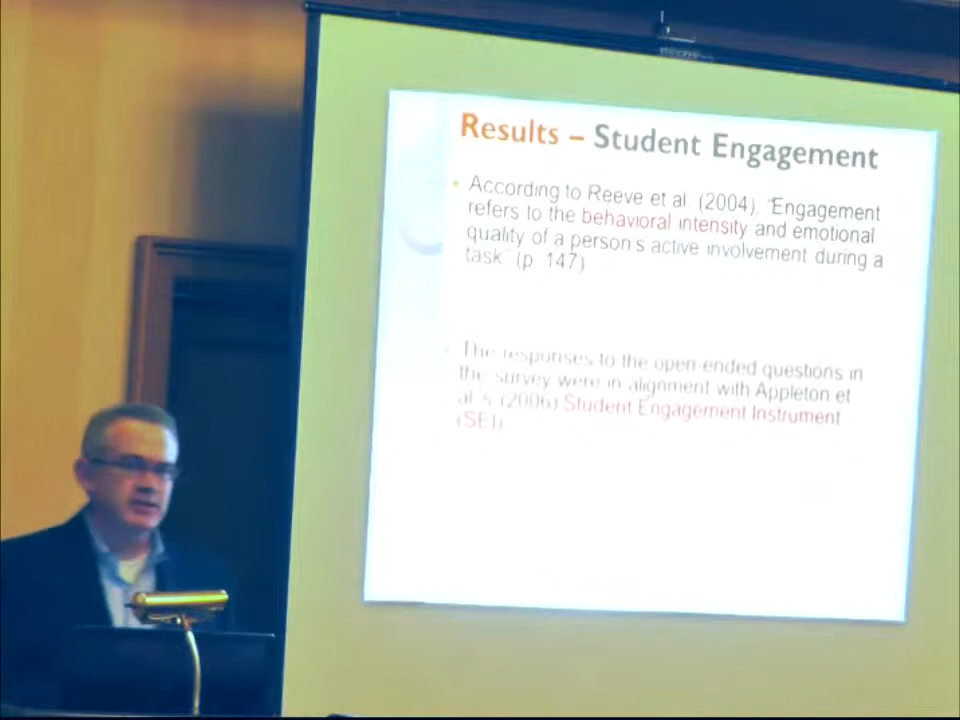 Results – Student Engagement
• According to Reeve et al. (2004), "Engagement
refers to the behavioral intensity and emotional
quality of a person's active involvement during a
task" (p. 147)
• The responses to the open-ended questions in
the survey were in alignment with Appleton et
al.'s (2006) Student Engagement Instrument
(SEI)